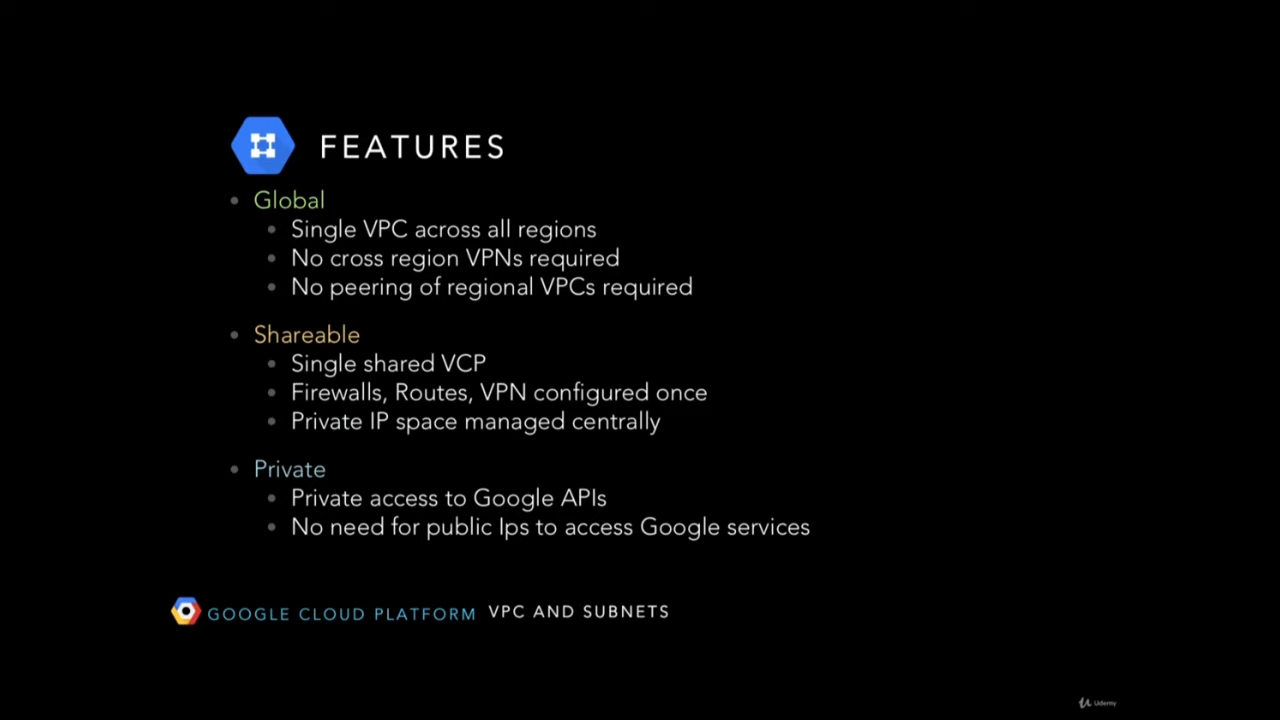 FEATURES
Global
Single VPC across all regions
No cross region VPNs required
No peering of regional VPCs required
Shareable
Single shared VCP
Firewalls, Routes, VPN configured once
Private IP space managed centrally
Private
Private access to Google APIs
No need for public Ips to access Google services
GOOGLE CLOUD PLATFORM VPC AND SUBNETS
Udemy